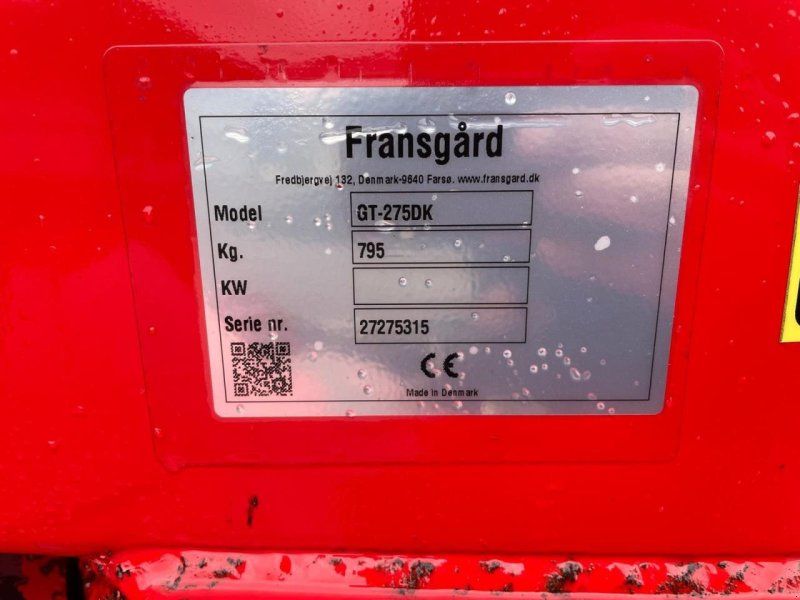 Fransgård
Fredbjergvej 132, Denmark-9640 Farsø. www.fransgard.dk
Model GT-275DK
Kg. 795
KW
Serie nr. 27275315
CE
Made in Denmark